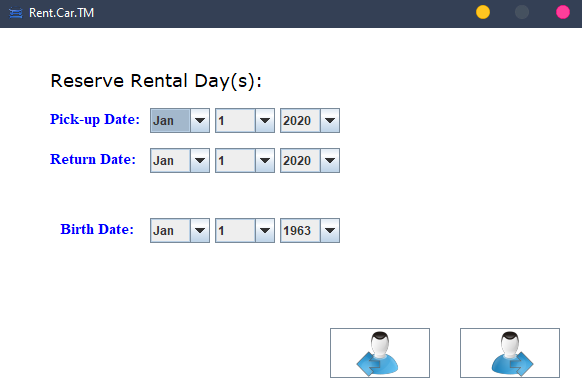 Rent.Car.TM
Reserve Rental Day(s):
Pick-up Date: Jan 1 2020
Return Date: Jan 1 2020
Birth Date: Jan 1 1963